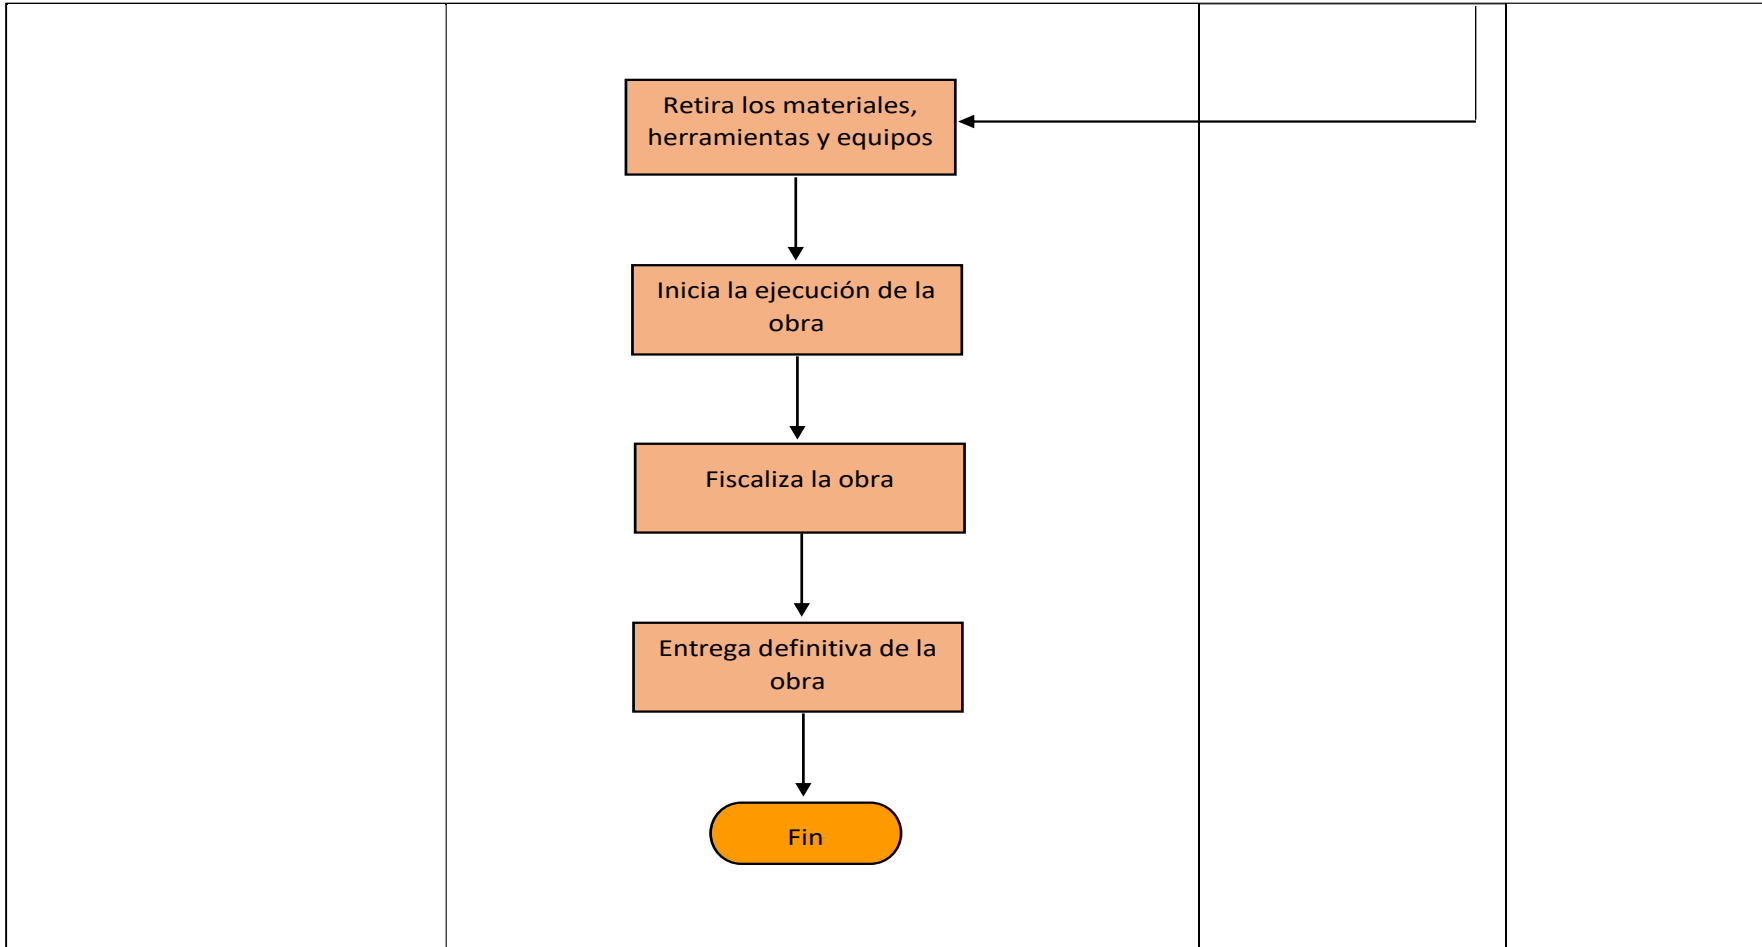 Retira los materiales,
herramientas y equipos
Inicia la ejecución de la
obra
Fiscaliza la obra
Entrega definitiva de la
obra
Fin